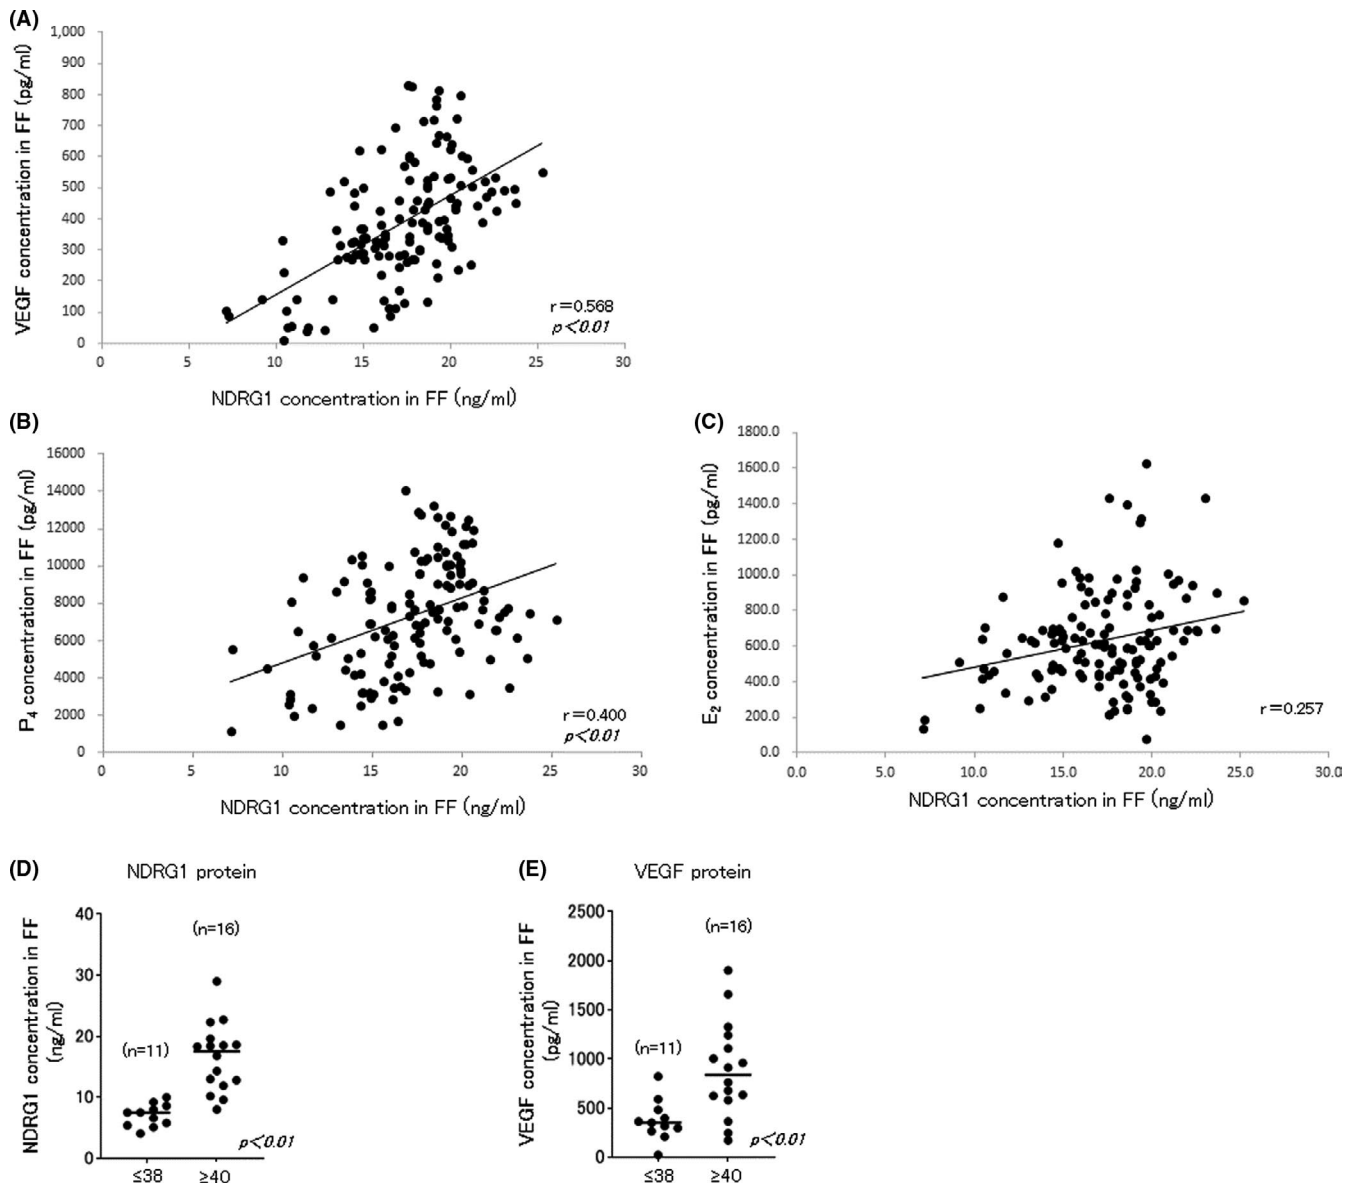 (A)
VEGF concentration in FF (pg/ml)
1,000
900
800
700
600
500
400
300
200
100
0
0 5 10 15 20 25 30
r=0.568
p<0.01
NDRG1 concentration in FF (ng/ml)
(B)
P4 concentration in FF (pg/ml)
16000
14000
12000
10000
8000
6000
4000
2000
0
0 5 10 15 20 25 30
r=0.400
p<0.01
NDRG1 concentration in FF (ng/ml)
(C)
E2 concentration in FF (pg/ml)
1800.0
1600.0
1400.0
1200.0
1000.0
800.0
600.0
400.0
200.0
0.0
0.0 5.0 10.0 15.0 20.0 25.0 30.0
r=0.257
NDRG1 concentration in FF (ng/ml)
(D)
NDRG1 protein
NDRG1 concentration in FF
(ng/ml)
40
30
20
10
0
(n=11)
(n=16)
p<0.01
≤38 ≥40
(E)
VEGF protein
VEGF concentration in FF
(pg/ml)
2500
2000
1500
1000
500
0
(n=11)
(n=16)
p<0.01
≤38 ≥40